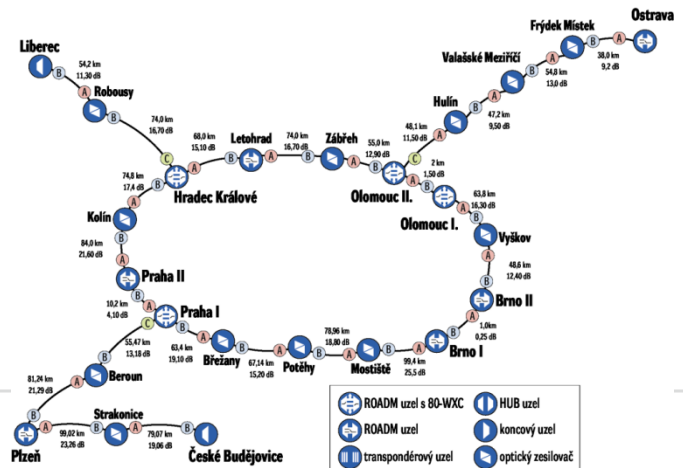 Ostrava
Frýdek Místek
B
A
38,0 km
9,2 dB
Valašské Meziříčí
B
A
54,8 km
13,0 dB
Liberec
B
54,2 km
11,30 dB
A
Robousy
B
Hulín
B
A
47,2 km
9,50 dB
74,0 km
16,70 dB
C
68,0 km
15,10 dB
Letohrad
74,0 km
16,70 dB
Zábřeh
55,0 km
12,90 dB
48,1 km
11,50 dB
A
C
A
B
A
B
A
B
Olomouc II.
2 km
1,50 dB
A
B
74,8 km
17,4 dB
B
A
Hradec Králové
Olomouc I.
63,8 km
16,30 dB
A
B
Kolín
B
84,0 km
21,60 dB
A
Vyškov
A
48,6 km
12,40 dB
B
Praha II
B
A
10,2 km
4,10 dB
C
Praha I
B
Brno II
A
1,0km
0,25 dB
B
Brno I
A
55,47 km
13,18 dB
63,4 km
19,10 dB
A
Břežany
B
67,14 km
15,20 dB
A
Potěhy
B
78,96 km
18,80 dB
A
Mostiště
B
99,4 km
25,5 dB
B
Beroun
A
81,24 km
21,29 dB
B
Plzeň
A
99,02 km
23,26 dB
B
Strakonice
A
79,07 km
19,06 dB
B
České Budějovice
ROADM uzel s 80-WXC
HUB uzel
ROADM uzel
koncový uzel
transpondérový uzel
optický zesilovač